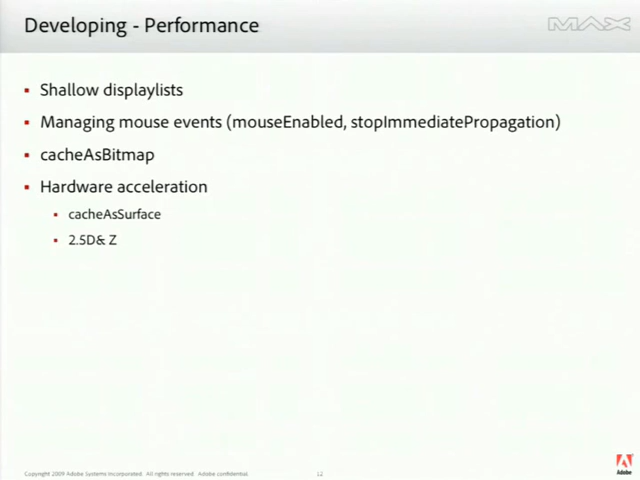 Developing - Performance
MAX
Shallow displaylists
Managing mouse events (mouseEnabled, stopImmediatePropagation)
cacheAsBitmap
Hardware acceleration
cacheAsSurface
2.5D& Z
Copyright 2009 Adobe Systems Incorporated. All rights reserved. Adobe confidential.
12
Adobe